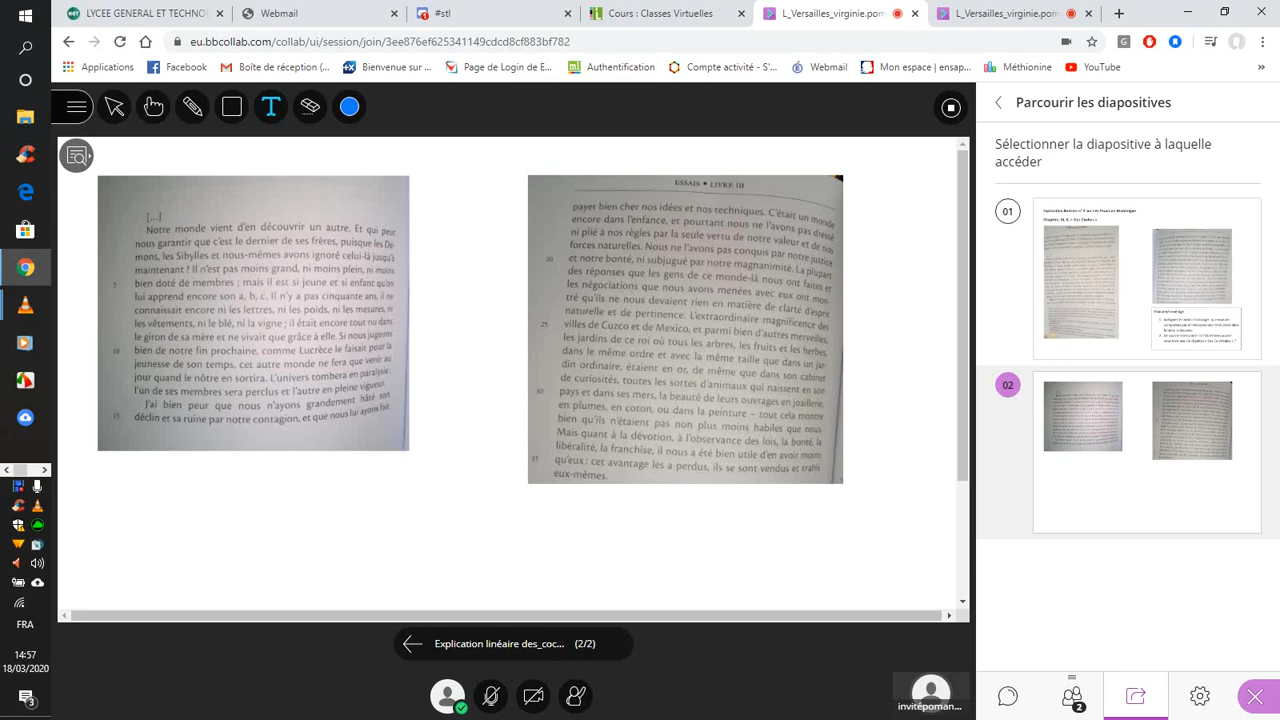 LYCEE GENERAL ET TECHNOL
Webmail
#stl
Cours : Classes Virtuelles
L_Versailles_virginie.pom
L_Versailles_virginie.pom
eu.bbcollab.com/collab/ui/session/join/3ee876ef625341149cdcd8cf883bf782
Applications
Facebook
Boîte de réception (...
Bienvenue sur ...
Page de Login de E...
Authentification
Compte activité - S'...
Webmail
Mon espace | ensap...
Méthionine
YouTube
»
[...]
Notre monde vient d'en découvrir un autre. Et qui peut
nous garantir que c'est le dernier de ses frères, puisque les Dé-
mons, les Sibylles et nous-mêmes avons ignoré celui-là jusqu'à
maintenant ? Il n'est pas moins grand, ni moins plein, ni moins
5 bien doté de membres ; mais il est si jeune et si enfant qu'on
lui apprend encore son a, b, c. Il n'y a pas cinquante ans, il ne
connaissait encore ni les lettres, ni les poids, ni les mesures, ni
les vêtements, ni le blé, ni la vigne ; il était encore tout nu dans
le giron de sa mère et ne vivait que grâce à elle. Si nous jugeons
10 bien de notre fin prochaine, comme Lucrèce le faisait pour la
jeunesse de son temps, cet autre monde ne fera que venir au
jour quand le nôtre en sortira. L'univers tombera en paralysie,
l'un de ses membres sera perclus et l'autre en pleine vigueur.
J'ai bien peur que nous n'ayons grandement hâté son
15 déclin et sa ruine par notre contagion, et que nous lui ayons fait
ESSAIS • LIVRE III
payer bien cher nos idées et nos techniques. C'était un monde
encore dans l'enfance, et pourtant nous ne l'avons pas dressé
ni plié à nos règles par la seule vertu de notre valeur et de nos
forces naturelles. Nous ne l'avons pas conquis par notre justice
20 et notre bonté, ni subjugué par notre magnanimité. La plupart
des réponses que les gens de ce monde-là nous ont faites et
les négociations que nous avons menées avec eux ont mon-
tré qu'ils ne nous devaient rien en matière de clarté d'esprit
naturelle et de pertinence. L'extraordinaire magnificence des
25 villes de Cuzco et de Mexico, et parmi bien d'autres merveilles,
les jardins de ce roi où tous les arbres, les fruits et les herbes,
dans le même ordre et avec la même taille que dans un jar-
din ordinaire, étaient en or, de même que dans son cabinet
de curiosités, toutes les sortes d'animaux qui naissent en son
30 pays et dans ses mers, la beauté de leurs ouvrages en joaillerie,
en plumes, en coton, ou dans la peinture – tout cela montre
bien qu'ils n'étaient pas non plus moins habiles que nous.
Mais quant à la dévotion, à l'observance des lois, la bonté, la
libéralité, la franchise, il nous a été bien utile d'en avoir moins
35 qu'eux : cet avantage les a perdus, ils se sont vendus et trahis
eux-mêmes.
Explication linéaire des_coc... (2/2)
invitépoman...
Parcourir les diapositives
Sélectionner la diapositive à laquelle
accéder
01
02
2
FRA
14:57
18/03/2020
3